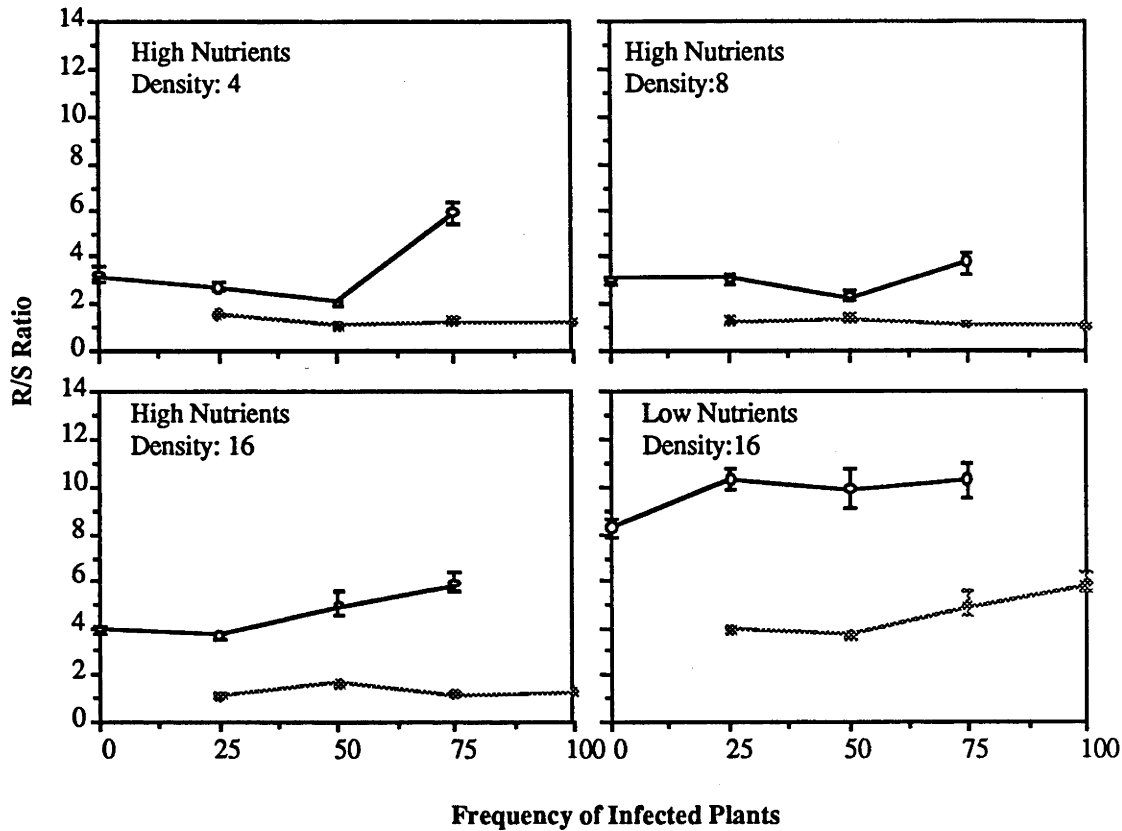 14
12
10
8
6
4
2
0
High Nutrients
Density: 4
High Nutrients
Density:8
R/S Ratio
14
12
10
8
6
4
2
0
High Nutrients
Density: 16
Low Nutrients
Density:16
0 25 50 75 100 0 25 50 75 100
Frequency of Infected Plants